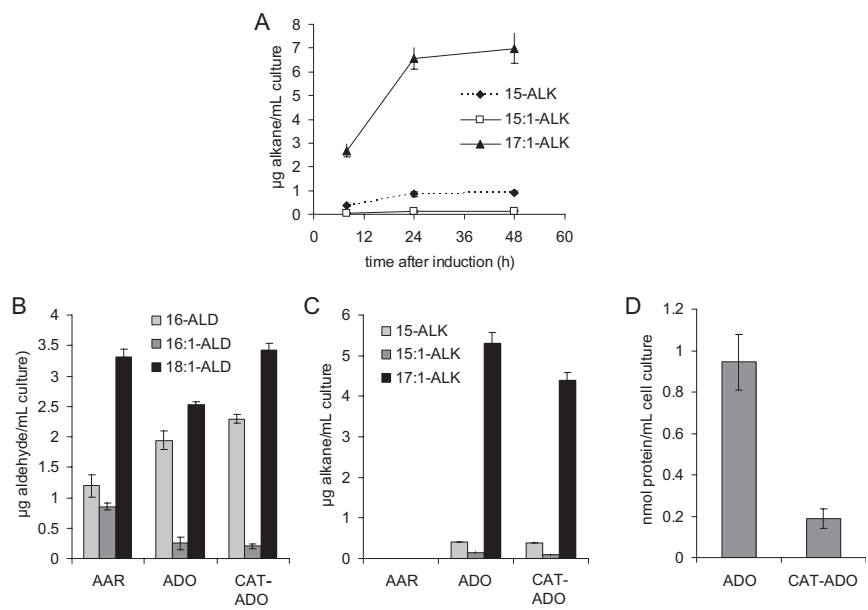 A
µg alkane/mL culture
8
7
6
5
4
3
2
1
0
0 12 24 36 48 60
time after induction (h)
15-ALK
15:1-ALK
17:1-ALK
B
µg aldehyde/mL culture)
4
3.5
3
2.5
2
1.5
1
0.5
0
16-ALD
16:1-ALD
18:1-ALD
AAR ADO CAT-
ADO
C
µg alkane/mL culture
6
5
4
3
2
1
0
15-ALK
15:1-ALK
17:1-ALK
AAR ADO CAT-
ADO
D
nmol protein/mL cell culture
1.2
1
0.8
0.6
0.4
0.2
0
ADO CAT-ADO